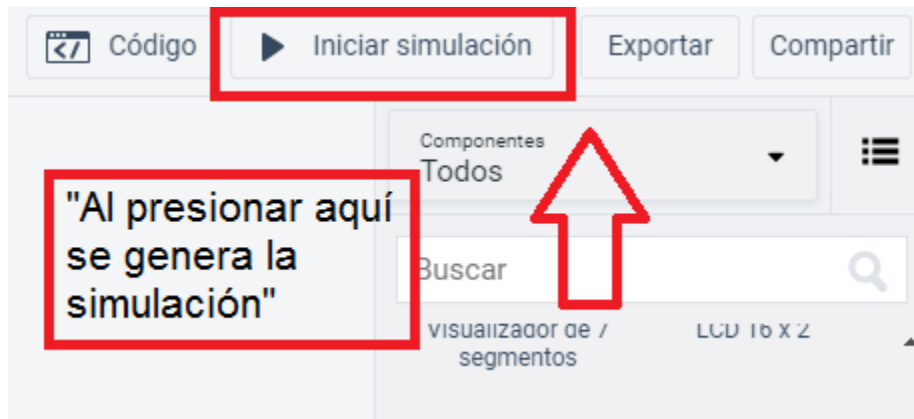 Código
Iniciar simulación
Exportar
Compartir
Componentes
Todos
"Al presionar aquí
se genera la
simulación"
Buscar
Visualizador de 7
segmentos
LCD 16 x 2